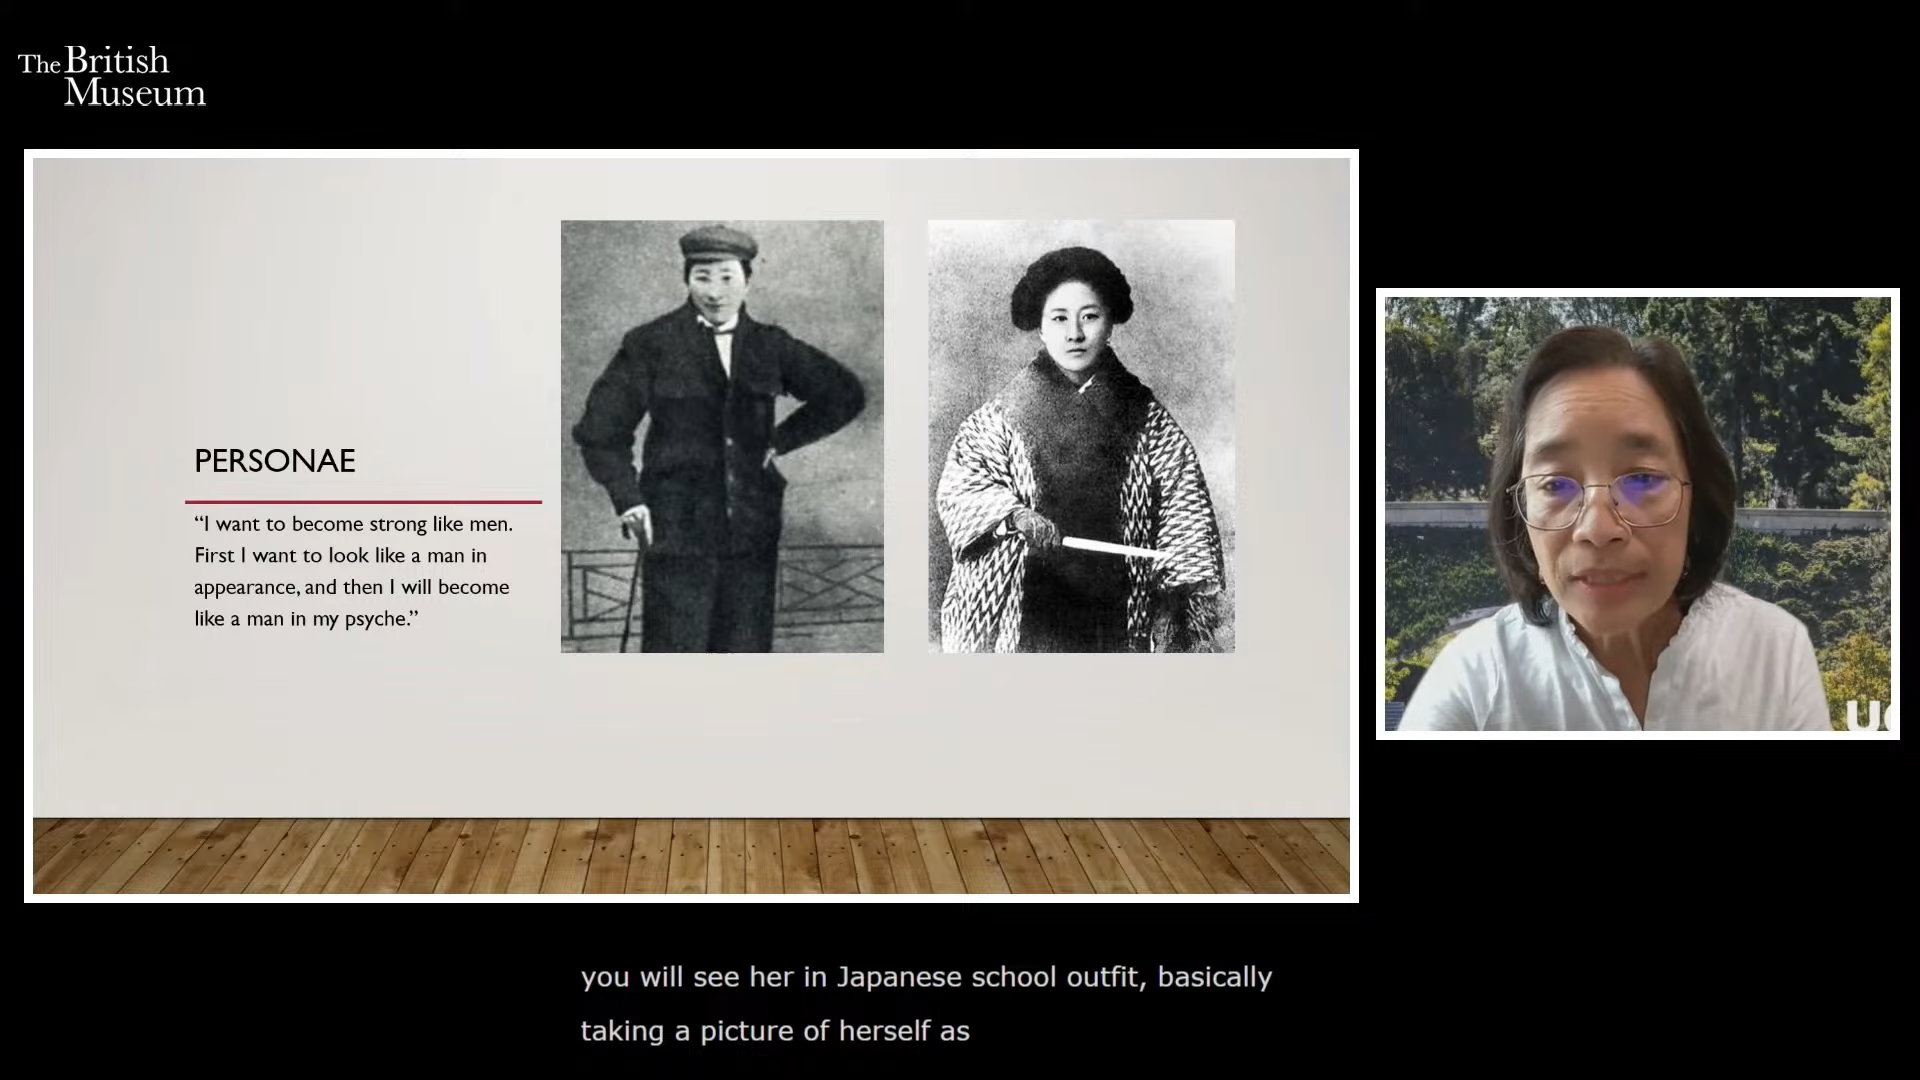 The British
Museum
PERSONAE
“I want to become strong like men.
First I want to look like a man in
appearance, and then I will become
like a man in my psyche.”
you will see her in Japanese school outfit, basically
taking a picture of herself as